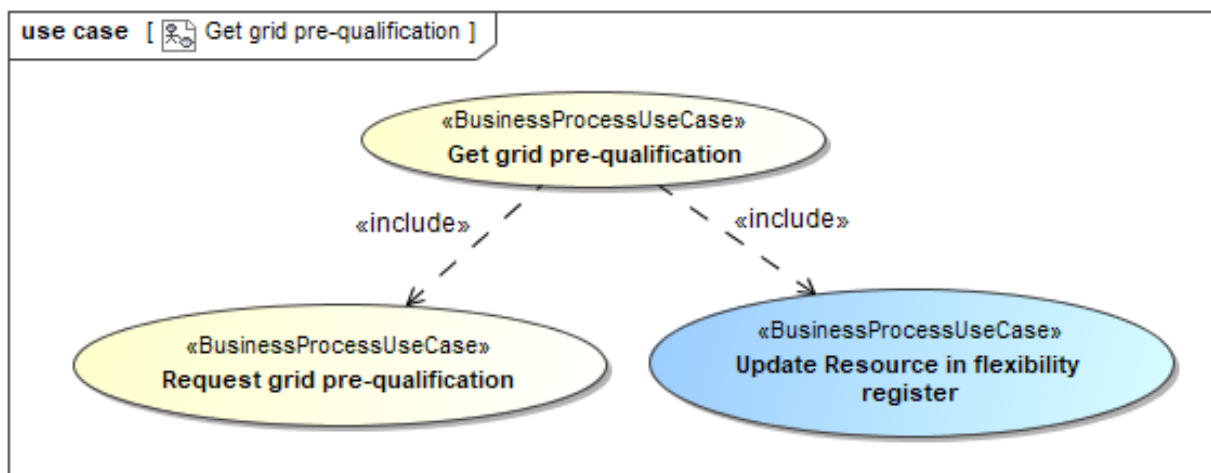 use case [ Get grid pre-qualification ]
«BusinessProcessUseCase»
Get grid pre-qualification
«include»
«include»
«BusinessProcessUseCase»
Request grid pre-qualification
«BusinessProcessUseCase»
Update Resource in flexibility
register